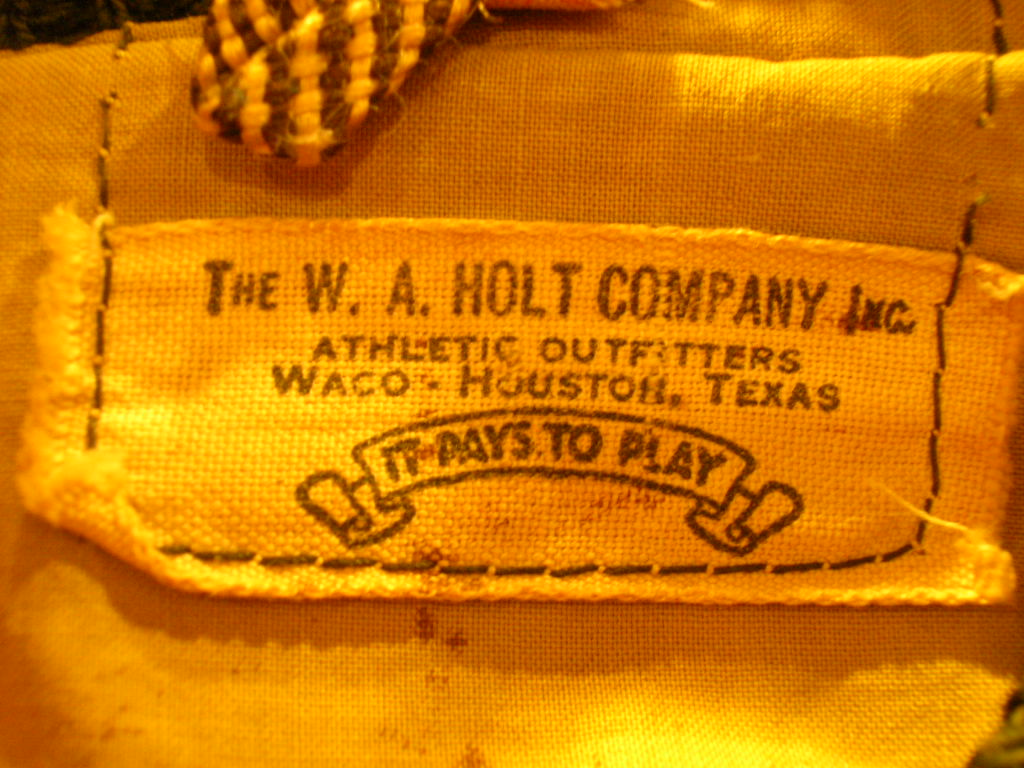 THE W. A. HOLT COMPANY INC.
ATHLETIC OUTFITTERS
WACO - HOUSTON, TEXAS
IT PAYS TO PLAY